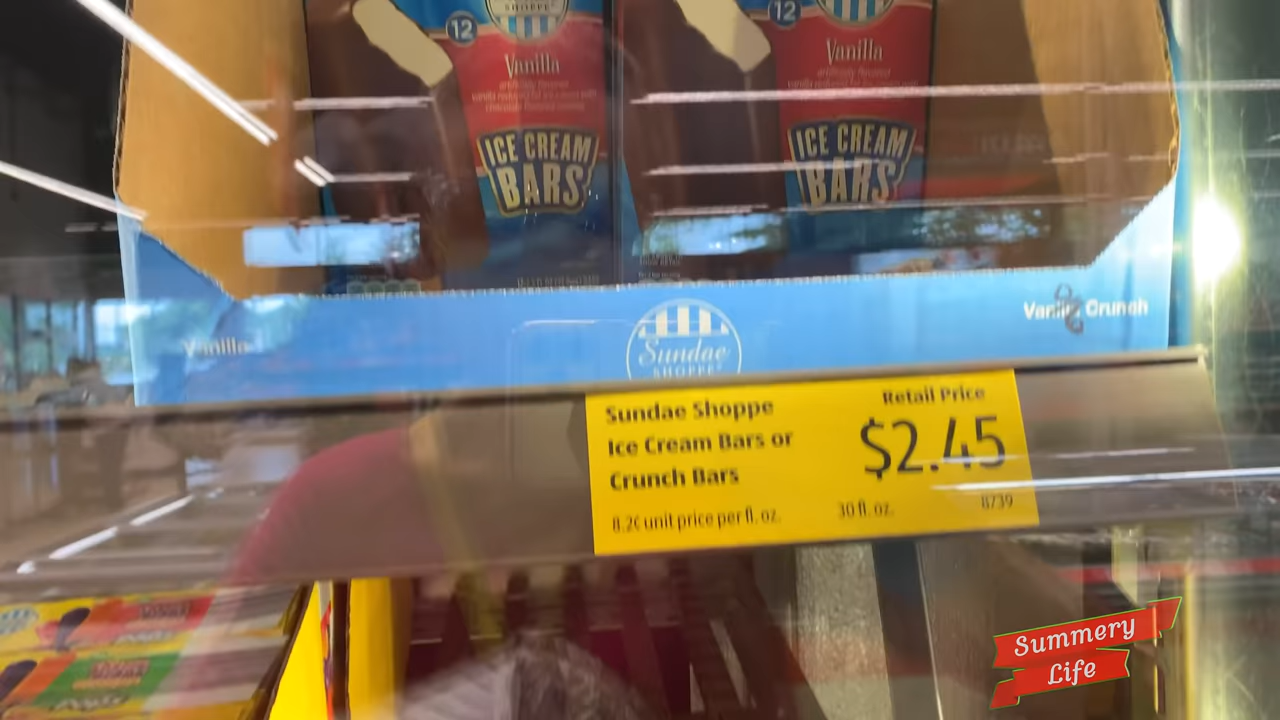 12
SHOPPE
Vanilla
ICE CREAM
BARS
12
Vanilla
ICE CREAM
BARS
Vanilla
Sundae
SHOPPE
Vanilla Crunch
Sundae Shoppe
Ice Cream Bars or
Crunch Bars
Retail Price
$2.45
8.2¢ unit price per fl. oz.
30 fl. oz.
8739
Summery
Life